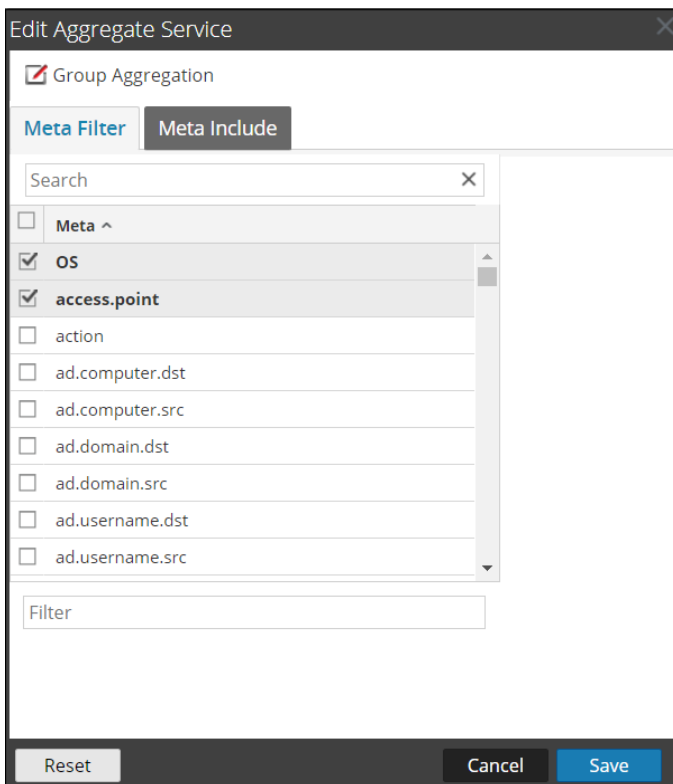 Edit Aggregate Service
Group Aggregation
Meta Filter Meta Include
Search
Meta
OS
access.point
action
ad.computer.dst
ad.computer.src
ad.domain.dst
ad.domain.src
ad.username.dst
ad.username.src
Filter
Reset Cancel Save